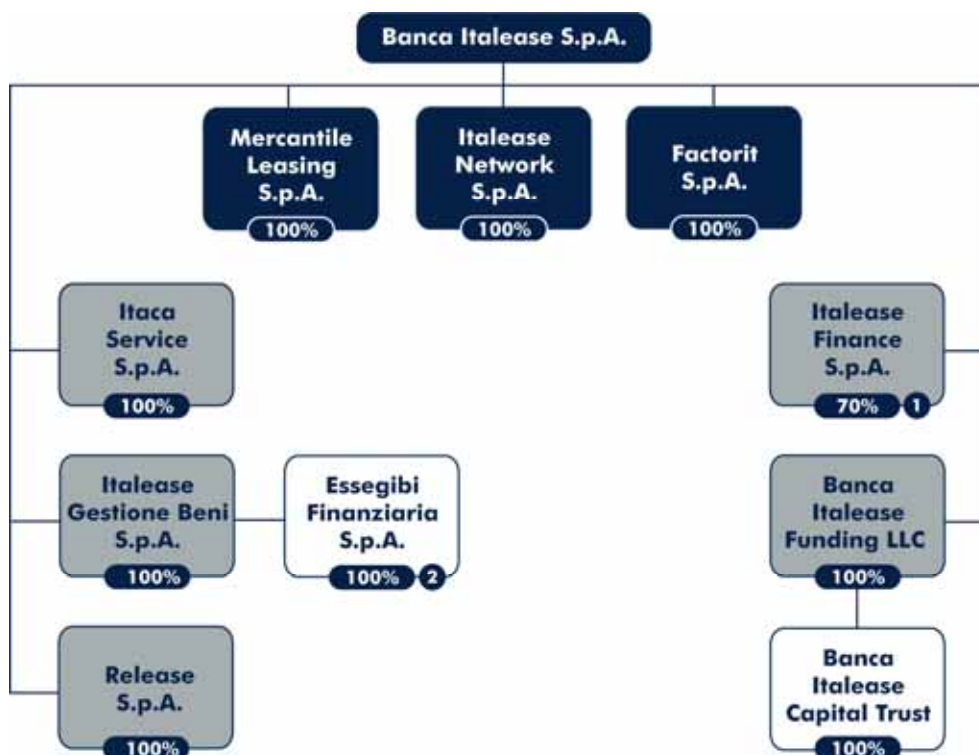 Banca Italease S.p.A.
Mercantile
Leasing
S.p.A.
100%
Italease
Network
S.p.A.
100%
Factorit
S.p.A.
100%
Itaca
Service
S.p.A.
100%
Italease
Finance
S.p.A.
70% 1
Italease
Gestione Beni
S.p.A.
100%
Essegibi
Finanziaria
S.p.A.
100% 2
Banca
Italease
Funding LLC
100%
Release
S.p.A.
100%
Banca
Italease
Capital Trust
100%